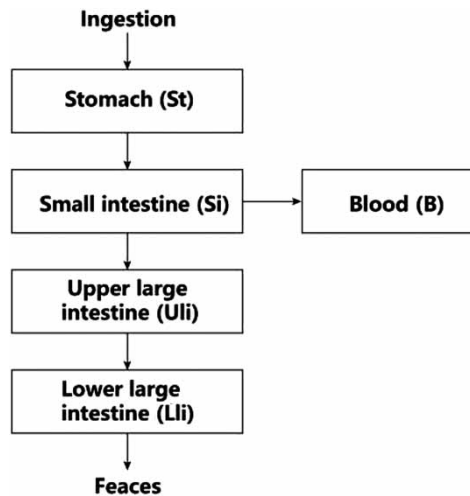 Ingestion
Stomach (St)
Small intestine (Si)
Blood (B)
Upper large
intestine (Uli)
Lower large
intestine (Lli)
Feaces